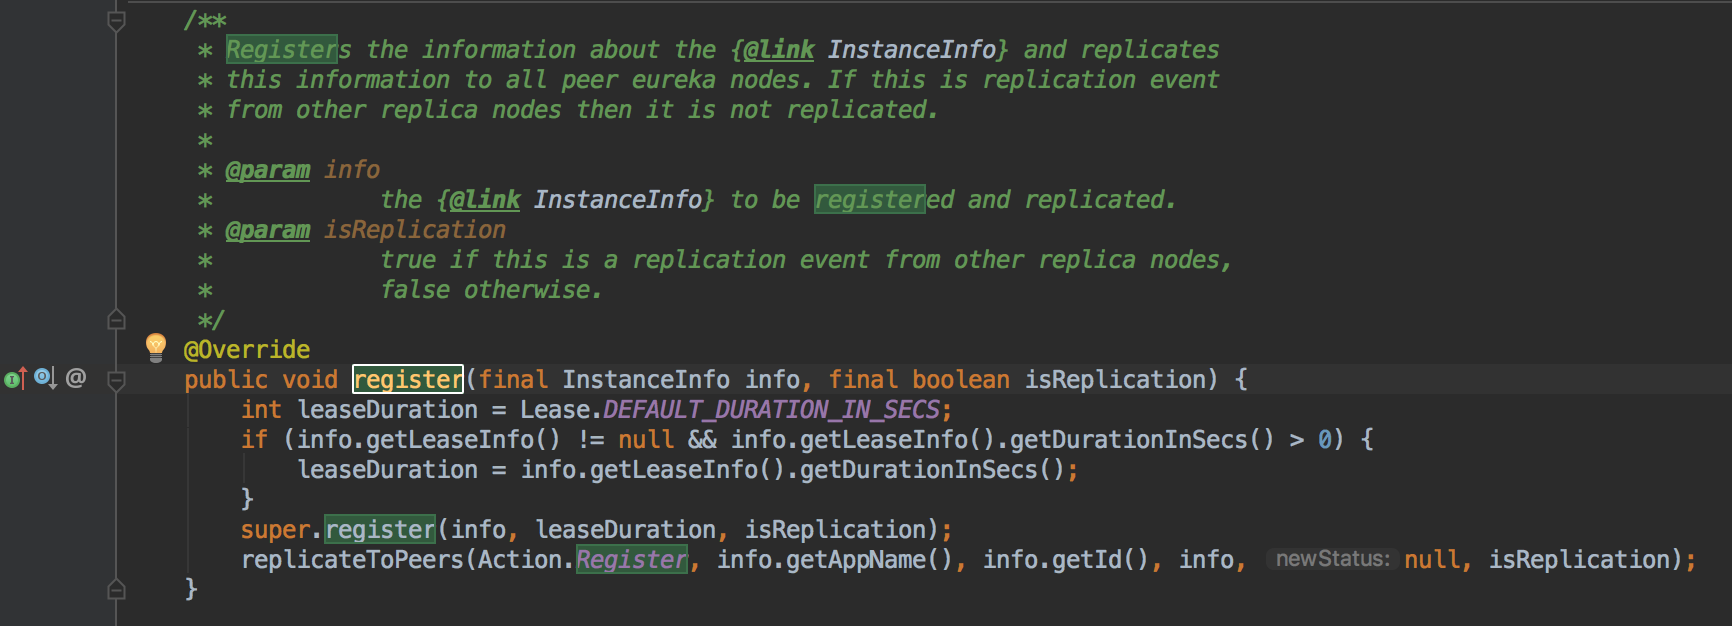 /**
* Registers the information about the {@link InstanceInfo} and replicates
* this information to all peer eureka nodes. If this is replication event
* from other replica nodes then it is not replicated.
*
* @param info
*            the {@link InstanceInfo} to be registered and replicated.
* @param isReplication
*            true if this is a replication event from other replica nodes,
*            false otherwise.
*/
@Override
public void register(final InstanceInfo info, final boolean isReplication) {
    int leaseDuration = Lease.DEFAULT_DURATION_IN_SECS;
    if (info.getLeaseInfo() != null && info.getLeaseInfo().getDurationInSecs() > 0) {
        leaseDuration = info.getLeaseInfo().getDurationInSecs();
    }
    super.register(info, leaseDuration, isReplication);
    replicateToPeers(Action.Register, info.getAppName(), info.getId(), info, newStatus: null, isReplication);
}